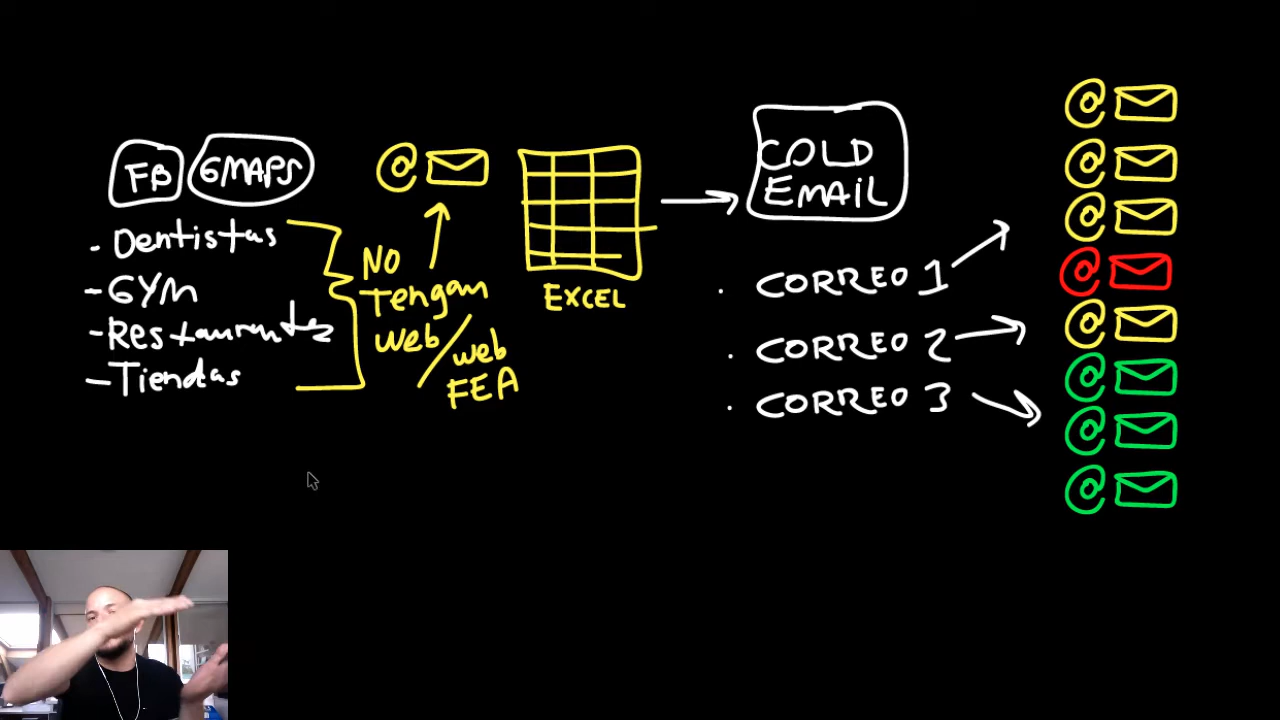 FB GMAPS
- Dentistas
- GYM
- Restaurantes
- Tiendas
@
NO
Tengan
web / web
FEA
EXCEL
COLD
EMAIL
. CORREO 1
. CORREO 2
. CORREO 3
@
@
@
@
@
@
@
@